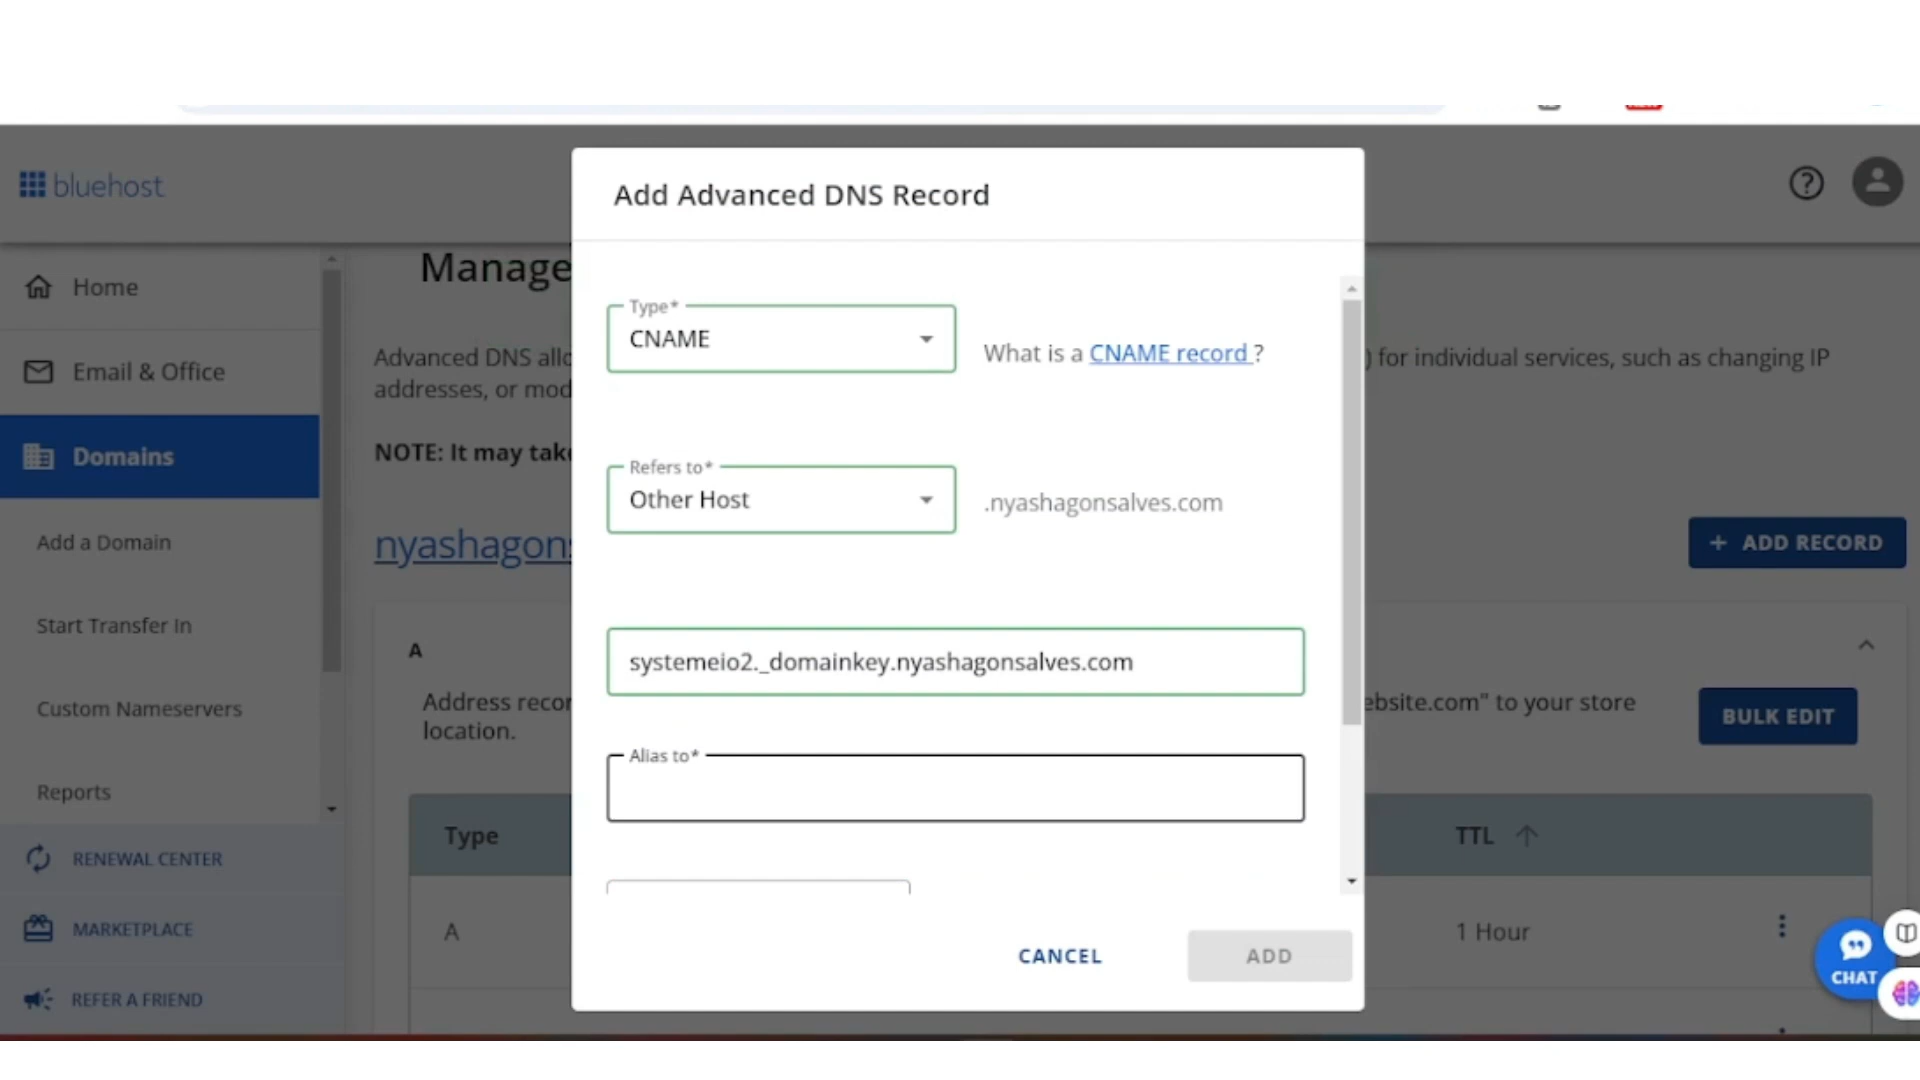 bluehost
Home
Email & Office
Domains
Add a Domain
Start Transfer In
Custom Nameservers
Reports
RENEWAL CENTER
MARKETPLACE
REFER A FRIEND
Manage
Advanced DNS allo
) for individual services, such as changing IP
addresses, or mod
NOTE: It may take
nyashagons
+ ADD RECORD
A
Address recor
ebsite.com" to your store
location.
BULK EDIT
Type
TTL
A
1 Hour
CHAT
Add Advanced DNS Record
Type*
CNAME
What is a CNAME record ?
Refers to*
Other Host
.nyashagonsalves.com
systemeio2._domainkey.nyashagonsalves.com
Alias to*
CANCEL
ADD